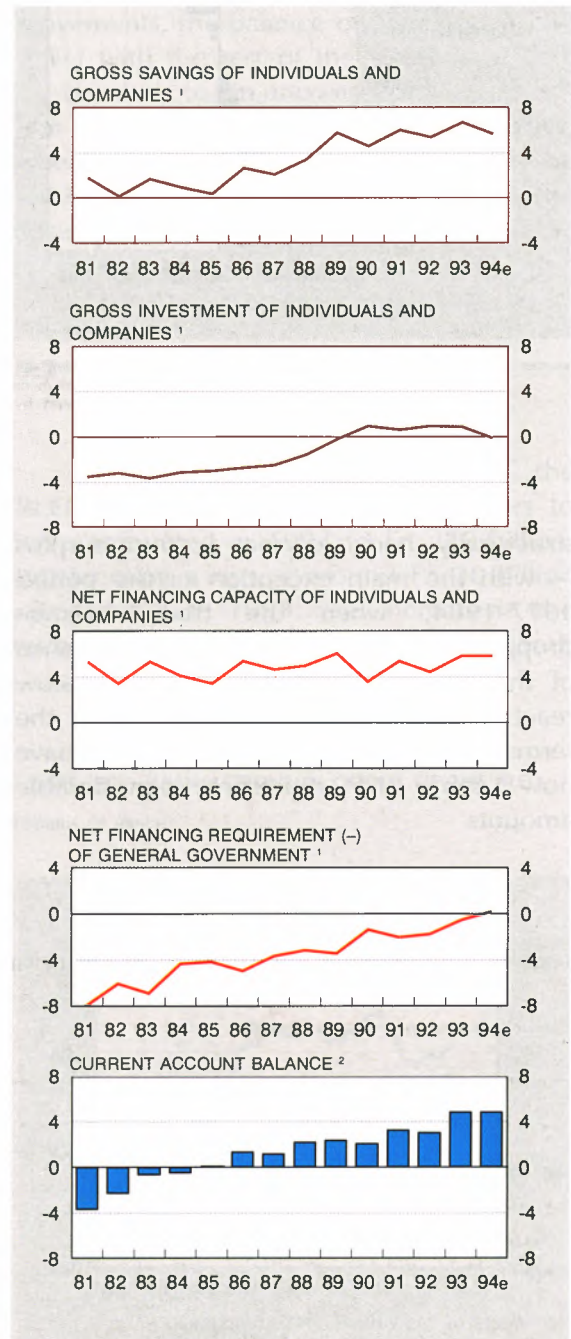 GROSS SAVINGS OF INDIVIDUALS AND
COMPANIES ¹
8 8
4 4
0 0
-4 -4
81 82 83 84 85 86 87 88 89 90 91 92 93 94e
GROSS INVESTMENT OF INDIVIDUALS AND
COMPANIES ¹
8 8
4 4
0 0
-4 -4
-8 -8
81 82 83 84 85 86 87 88 89 90 91 92 93 94e
NET FINANCING CAPACITY OF INDIVIDUALS AND
COMPANIES ¹
8 8
4 4
0 0
-4 -4
81 82 83 84 85 86 87 88 89 90 91 92 93 94e
NET FINANCING REQUIREMENT (–)
OF GENERAL GOVERNMENT ¹
4 4
0 0
-4 -4
-8 -8
81 82 83 84 85 86 87 88 89 90 91 92 93 94e
CURRENT ACCOUNT BALANCE ²
8 8
4 4
0 0
-4 -4
-8 -8
81 82 83 84 85 86 87 88 89 90 91 92 93 94e